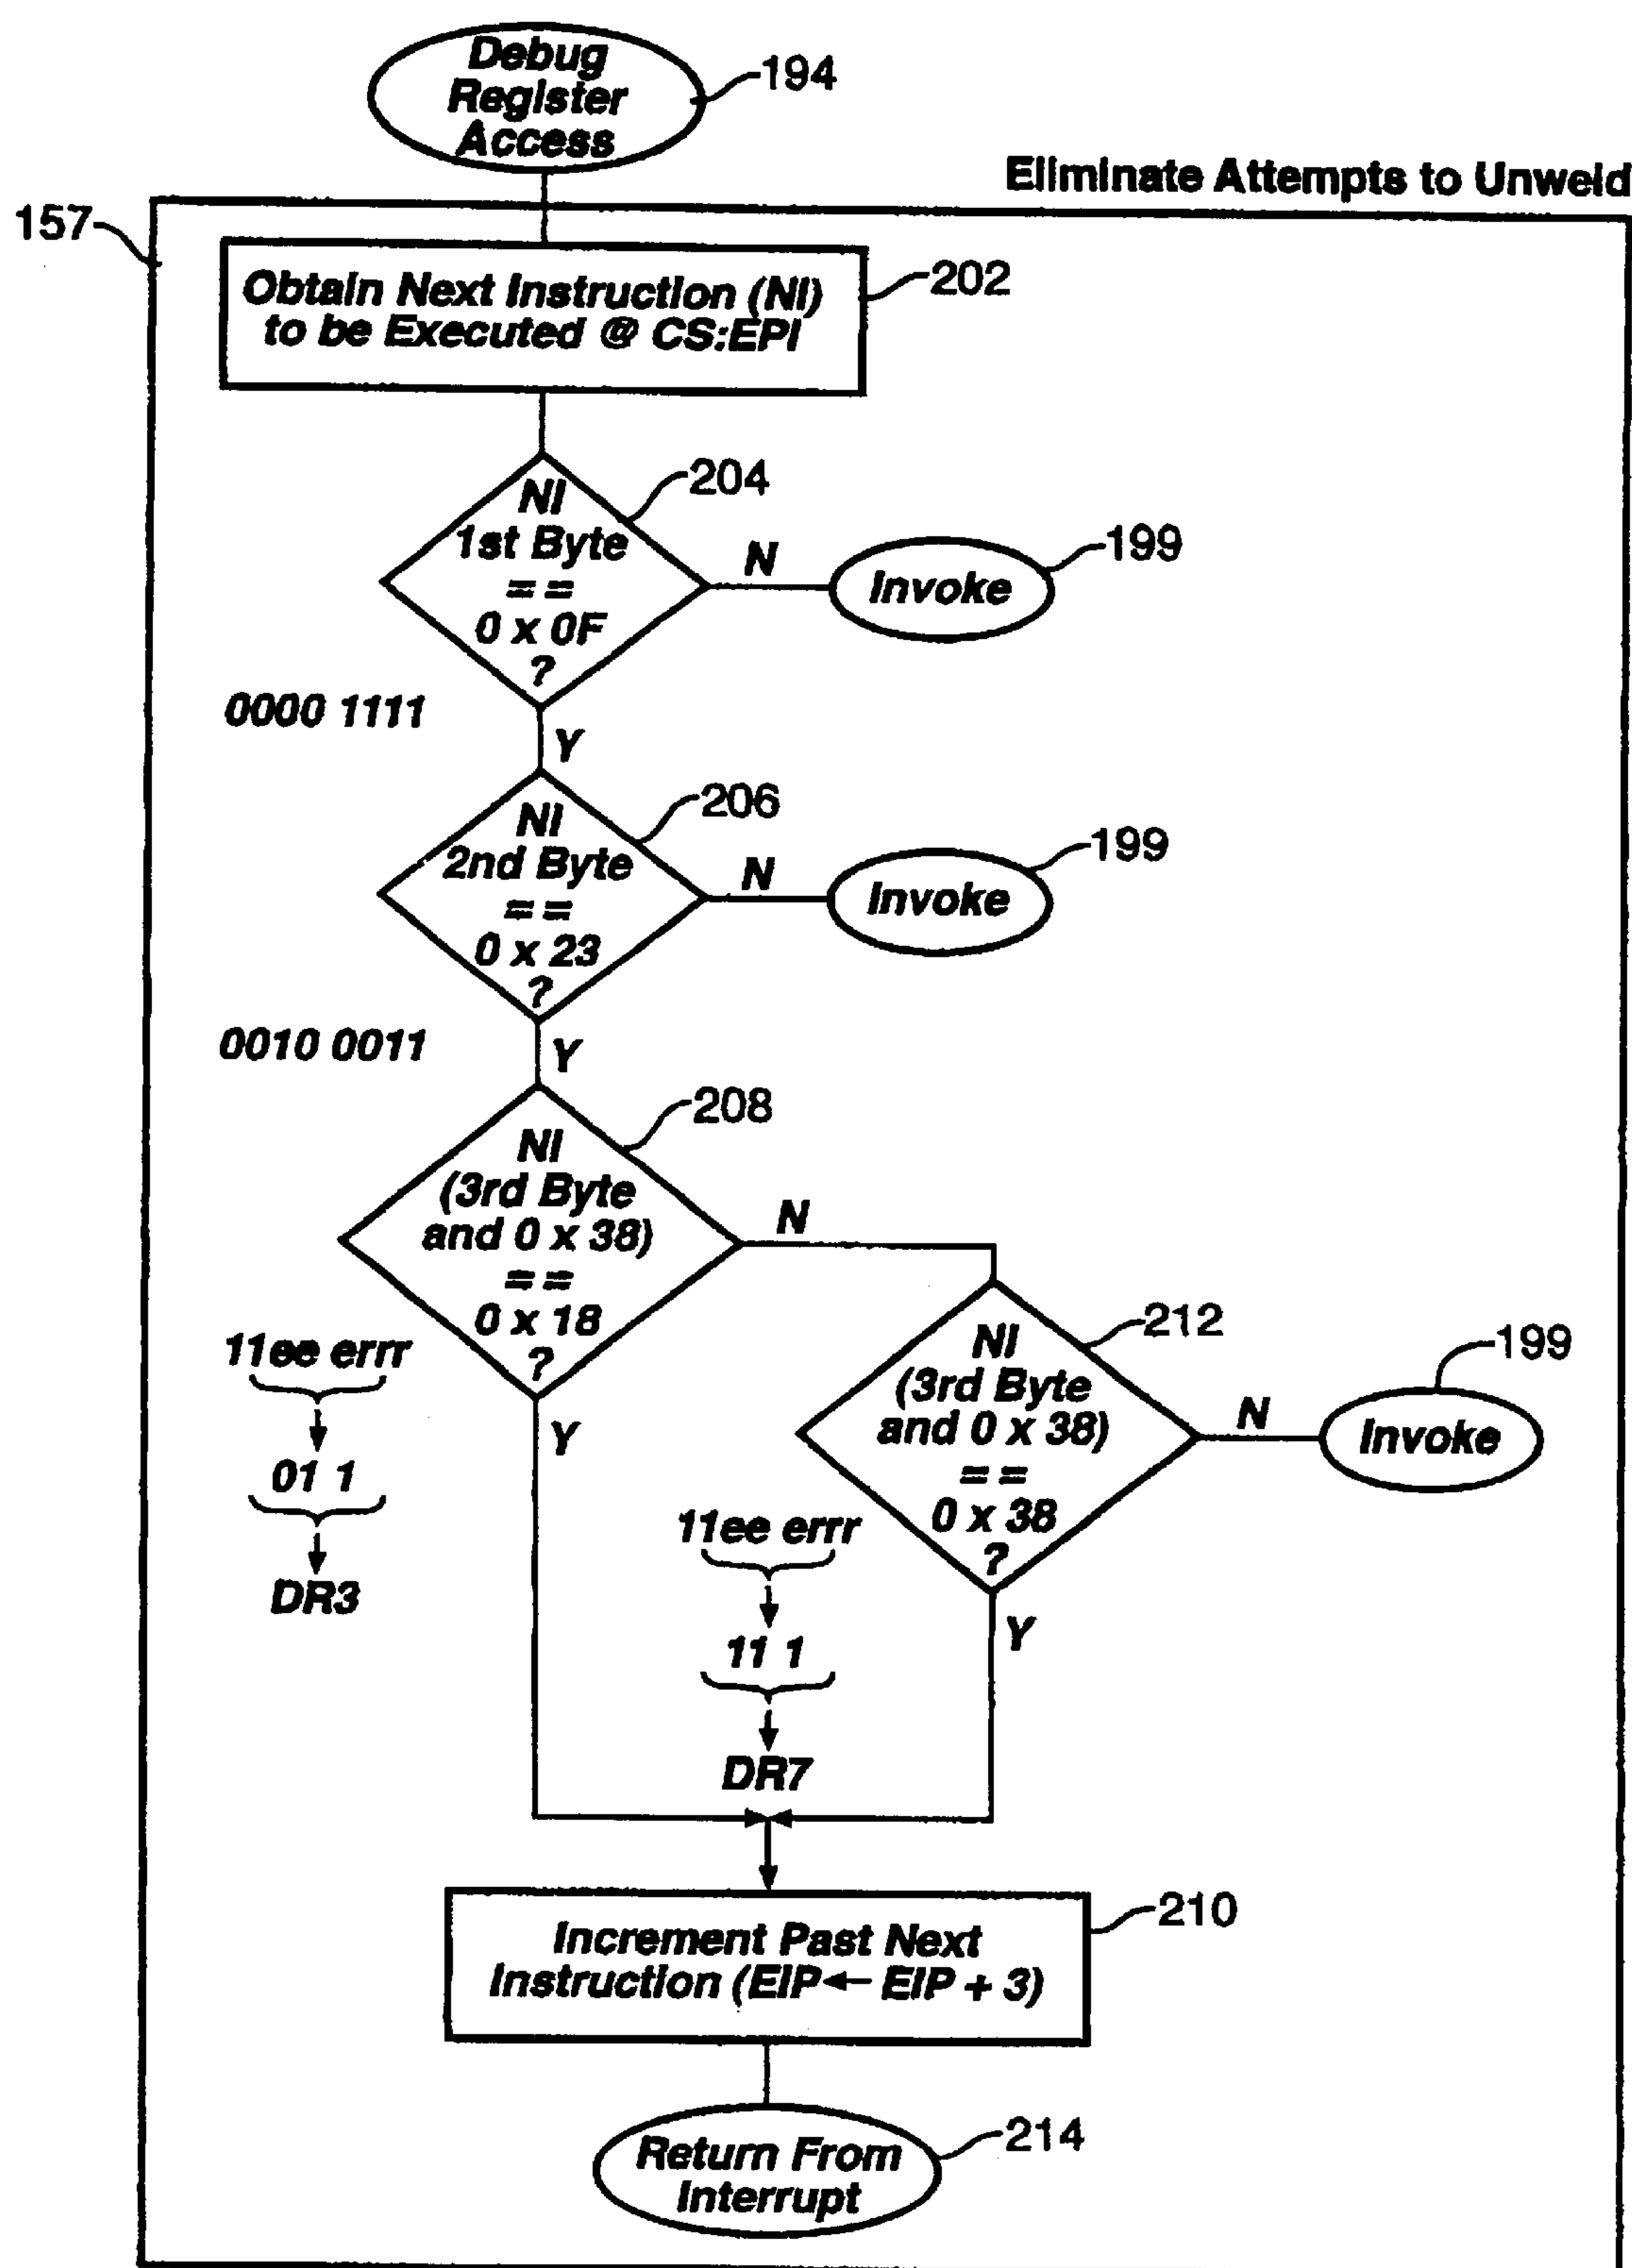 Debug
Register
Access
194
Eliminate Attempts to Unweld
157
Obtain Next Instruction (NI)
to be Executed @ CS:EPI
202
NI
1st Byte
==
0 x 0F
?
204
N
Invoke
199
0000 1111
Y
NI
2nd Byte
==
0 x 23
?
206
N
Invoke
199
0010 0011
Y
NI
(3rd Byte
and 0 x 38)
==
0 x 18
?
208
N
11ee errr
01 1
DR3
Y
NI
(3rd Byte
and 0 x 38)
==
0 x 38
?
212
N
Invoke
199
11ee errr
11 1
DR7
Y
Increment Past Next
Instruction (EIP← EIP + 3)
210
Return From
Interrupt
214